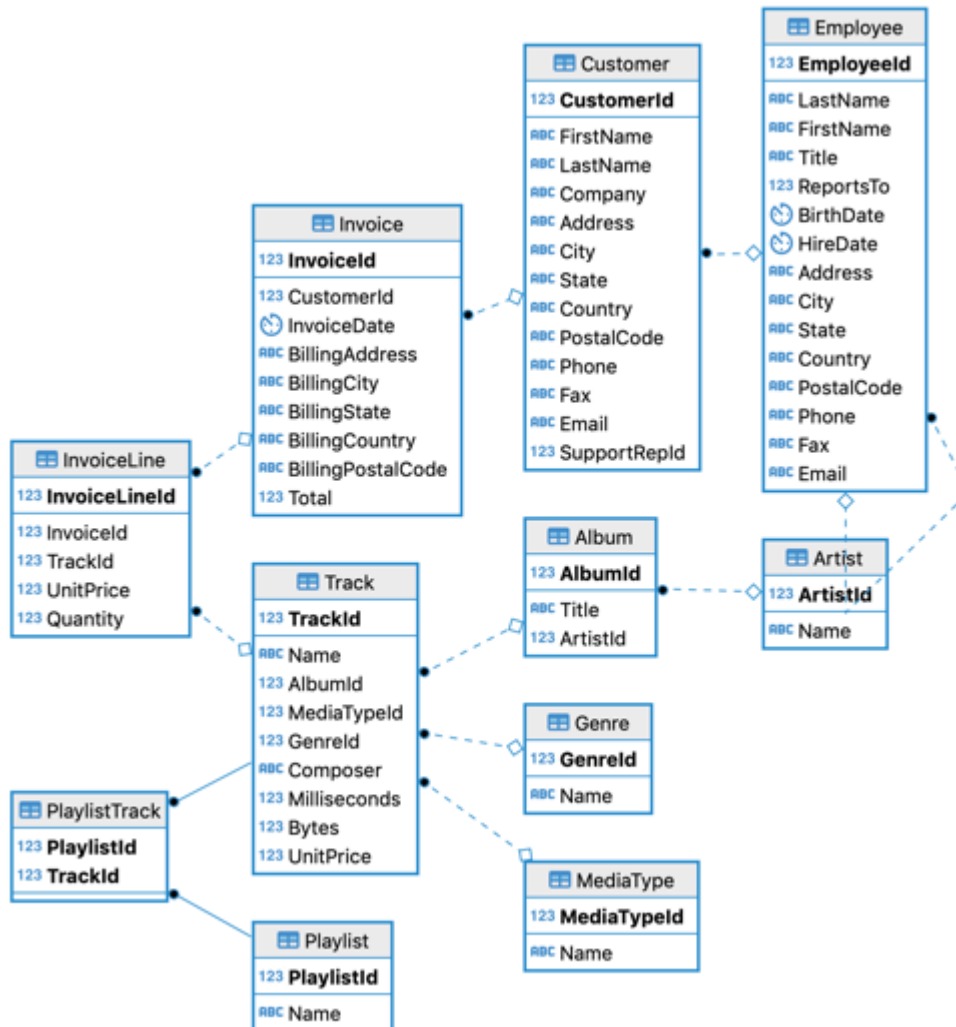 Employee
123 EmployeeId
ABC LastName
ABC FirstName
ABC Title
123 ReportsTo
BirthDate
HireDate
ABC Address
ABC City
ABC State
ABC Country
ABC PostalCode
ABC Phone
ABC Fax
ABC Email
Customer
123 CustomerId
ABC FirstName
ABC LastName
ABC Company
ABC Address
ABC City
ABC State
ABC Country
ABC PostalCode
ABC Phone
ABC Fax
ABC Email
123 SupportRepId
Invoice
123 InvoiceId
123 CustomerId
InvoiceDate
ABC BillingAddress
ABC BillingCity
ABC BillingState
ABC BillingCountry
ABC BillingPostalCode
123 Total
InvoiceLine
123 InvoiceLineId
123 InvoiceId
123 TrackId
123 UnitPrice
123 Quantity
Track
123 TrackId
ABC Name
123 AlbumId
123 MediaTypeId
123 GenreId
ABC Composer
123 Milliseconds
123 Bytes
123 UnitPrice
Album
123 AlbumId
ABC Title
123 ArtistId
Artist
123 ArtistId
ABC Name
Genre
123 GenreId
ABC Name
MediaType
123 MediaTypeId
ABC Name
PlaylistTrack
123 PlaylistId
123 TrackId
Playlist
123 PlaylistId
ABC Name